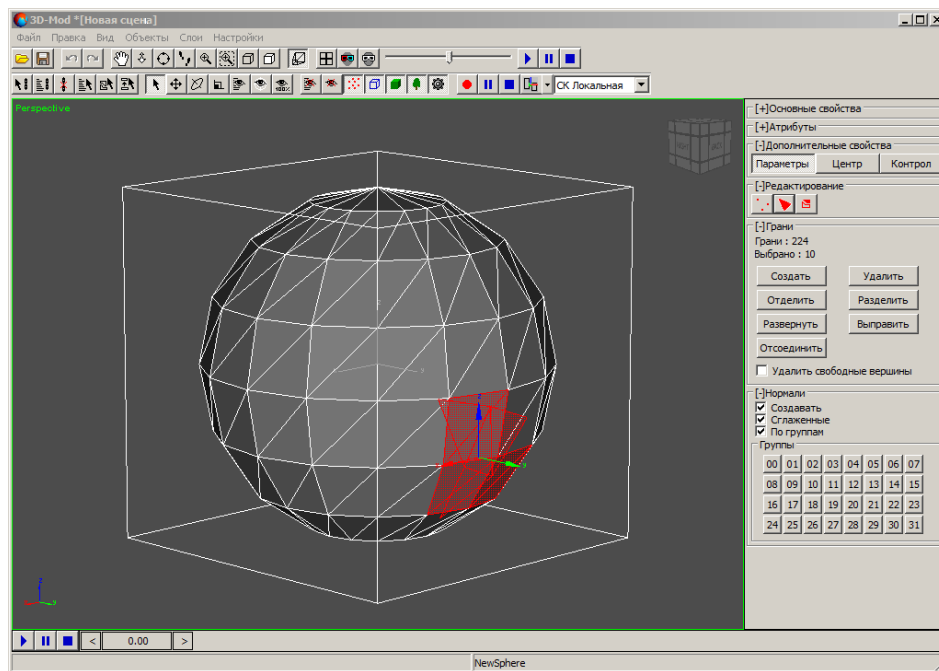 3D-Mod *[Новая сцена]
Файл Правка Вид Объекты Слои Настройки
СК Локальная
Perspective
[+]Основные свойства
[+]Атрибуты
[-]Дополнительные свойства
Параметры Центр Контрол
[-]Редактирование
[-]Грани
Грани : 224
Выбрано : 10
Создать Удалить
Отделить Разделить
Развернуть Выправить
Отсоединить
Удалить свободные вершины
[-]Нормали
Создавать
Сглаженные
По группам
Группы
00 01 02 03 04 05 06 07
08 09 10 11 12 13 14 15
16 17 18 19 20 21 22 23
24 25 26 27 28 29 30 31
< 0.00 >
NewSphere